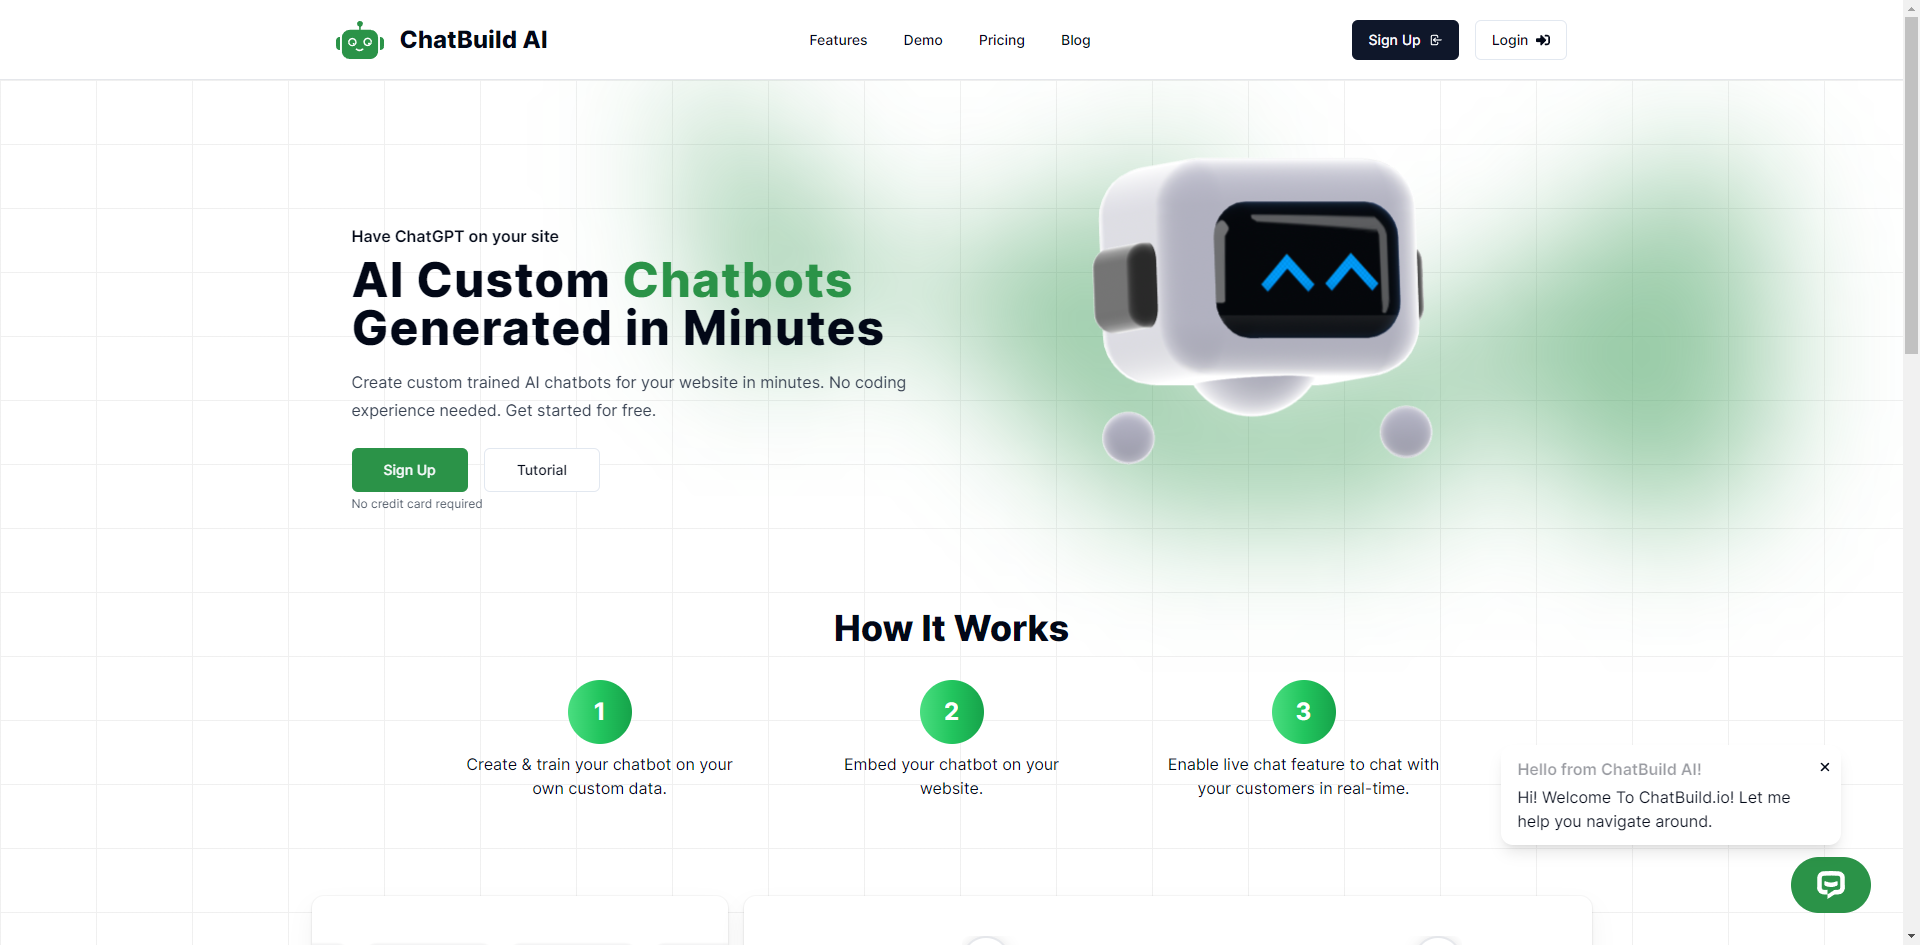 ChatBuild AI
Features
Demo
Pricing
Blog
Sign Up
Login
Have ChatGPT on your site
AI Custom Chatbots
Generated in Minutes
Create custom trained AI chatbots for your website in minutes. No coding
experience needed. Get started for free.
Sign Up
Tutorial
No credit card required
How It Works
1
Create & train your chatbot on your
own custom data.
2
Embed your chatbot on your
website.
3
Enable live chat feature to chat with
your customers in real-time.
Hello from ChatBuild AI!
Hi! Welcome To ChatBuild.io! Let me
help you navigate around.